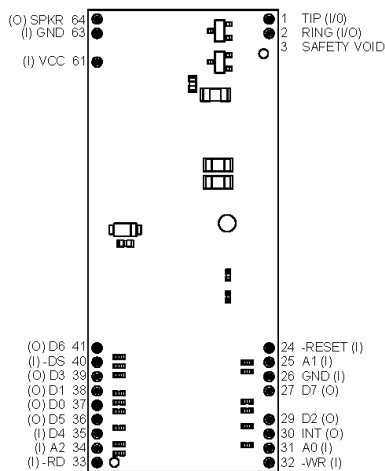 (O) SPKR 64
(I) GND 63
(I) VCC 61
1 TIP (I/0)
2 RING (I/O)
3 SAFETY VOID
(O) D6 41
(I) -DS 40
(O) D3 39
(O) D1 38
(O) D0 37
(O) D5 36
(I) D4 35
(I) A2 34
(I) -RD 33
24 -RESET (I)
25 A1 (I)
26 GND (I)
27 D7 (O)
29 D2 (O)
30 INT (O)
31 A0 (I)
32 -WR (I)